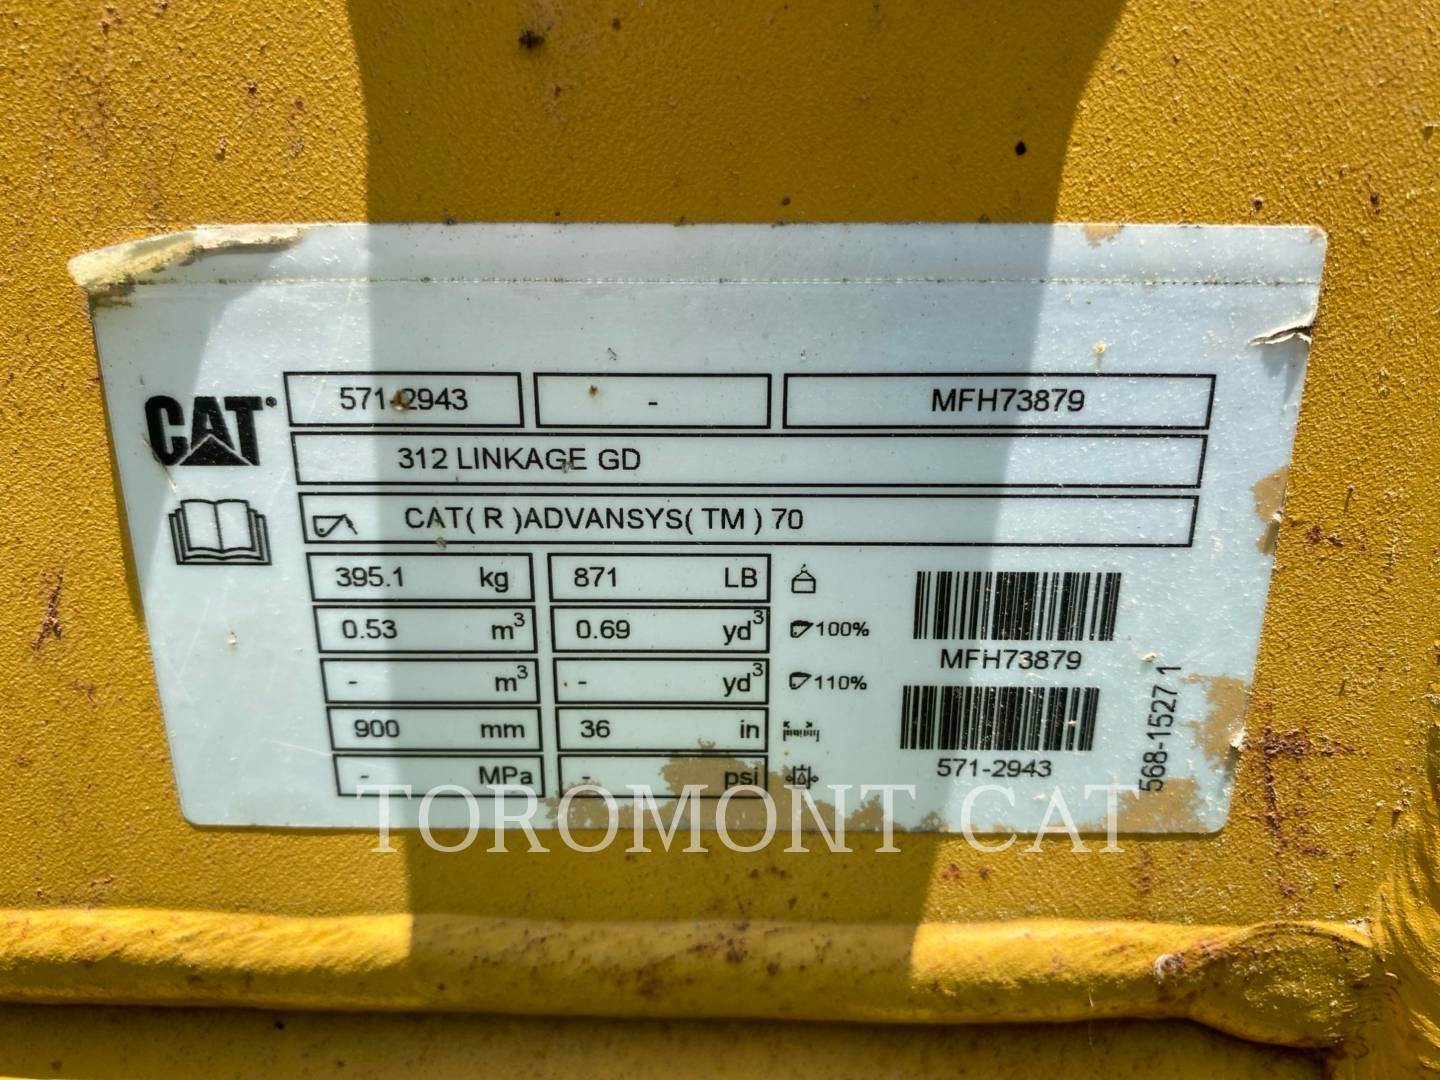 571-2943 - MFH73879
CAT®
312 LINKAGE GD
CAT( R )ADVANSYS( TM ) 70
395.1 kg 871 LB
0.53 m³ 0.69 yd³ 100%
MFH73879
- m³ - yd³ 110%
900 mm 36 in
- MPa - psi
571-2943
568-1527 1
TOROMONT CAT